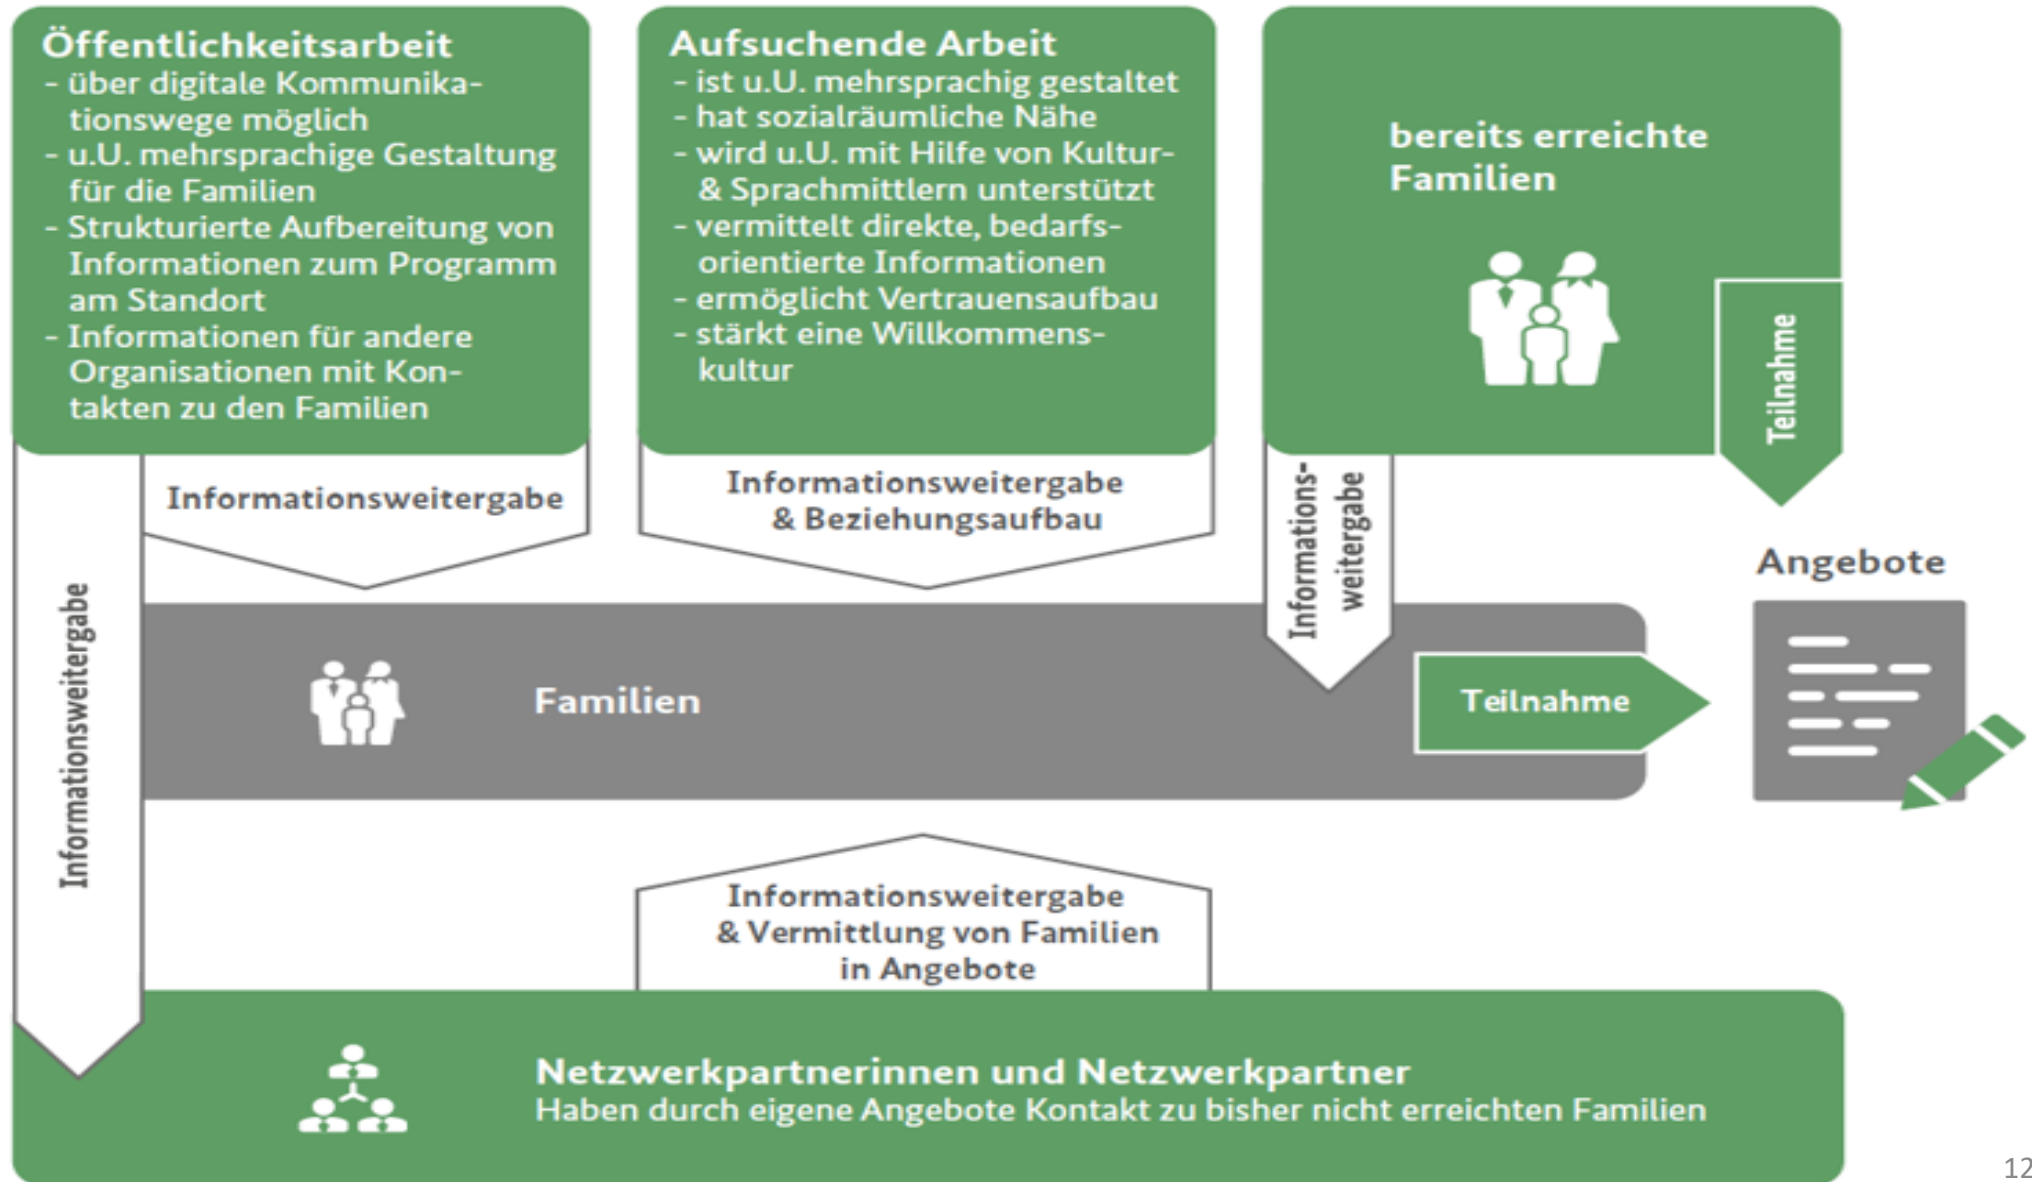 Öffentlichkeitsarbeit
- über digitale Kommunika-
tionswege möglich
- u.U. mehrsprachige Gestaltung
für die Familien
- Strukturierte Aufbereitung von
Informationen zum Programm
am Standort
- Informationen für andere
Organisationen mit Kon-
takten zu den Familien
Aufsuchende Arbeit
- ist u.U. mehrsprachig gestaltet
- hat sozialräumliche Nähe
- wird u.U. mit Hilfe von Kultur-
& Sprachmittlern unterstützt
- vermittelt direkte, bedarfs-
orientierte Informationen
- ermöglicht Vertrauensaufbau
- stärkt eine Willkommens-
kultur
bereits erreichte
Familien
Teilnahme
Informationsweitergabe
Informationsweitergabe
& Beziehungsaufbau
Informations-
weitergabe
Angebote
Informationsweitergabe
Familien
Teilnahme
Informationsweitergabe
& Vermittlung von Familien
in Angebote
Netzwerkpartnerinnen und Netzwerkpartner
Haben durch eigene Angebote Kontakt zu bisher nicht erreichten Familien
12